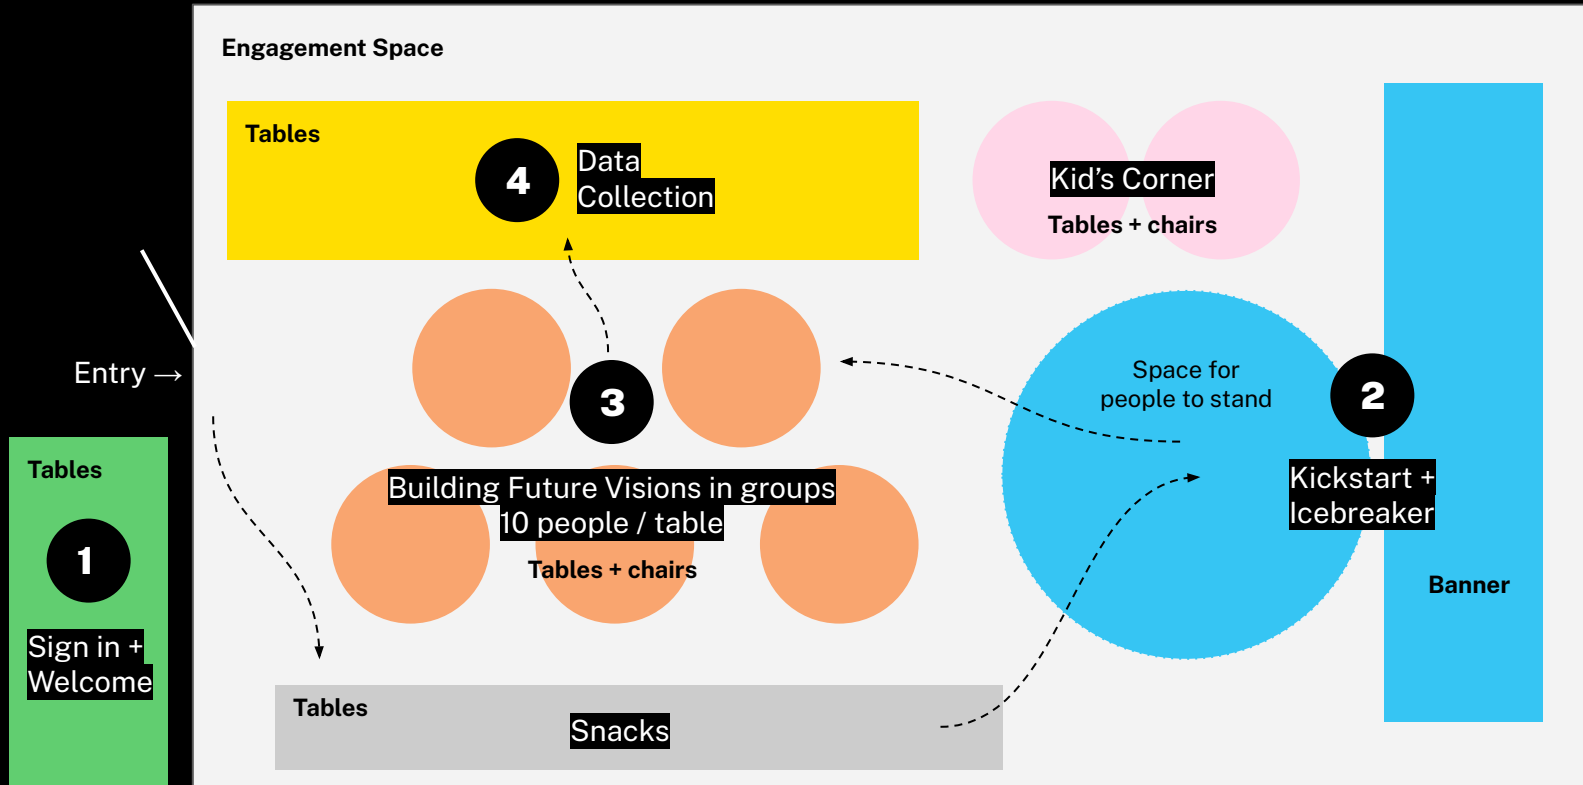 Engagement Space
Tables
4
Data
Collection
Kid’s Corner
Tables + chairs
Entry →
Space for
people to stand
2
3
Tables
Building Future Visions in groups
10 people / table
Tables + chairs
Kickstart +
Icebreaker
1
Banner
Sign in +
Welcome
Tables
Snacks